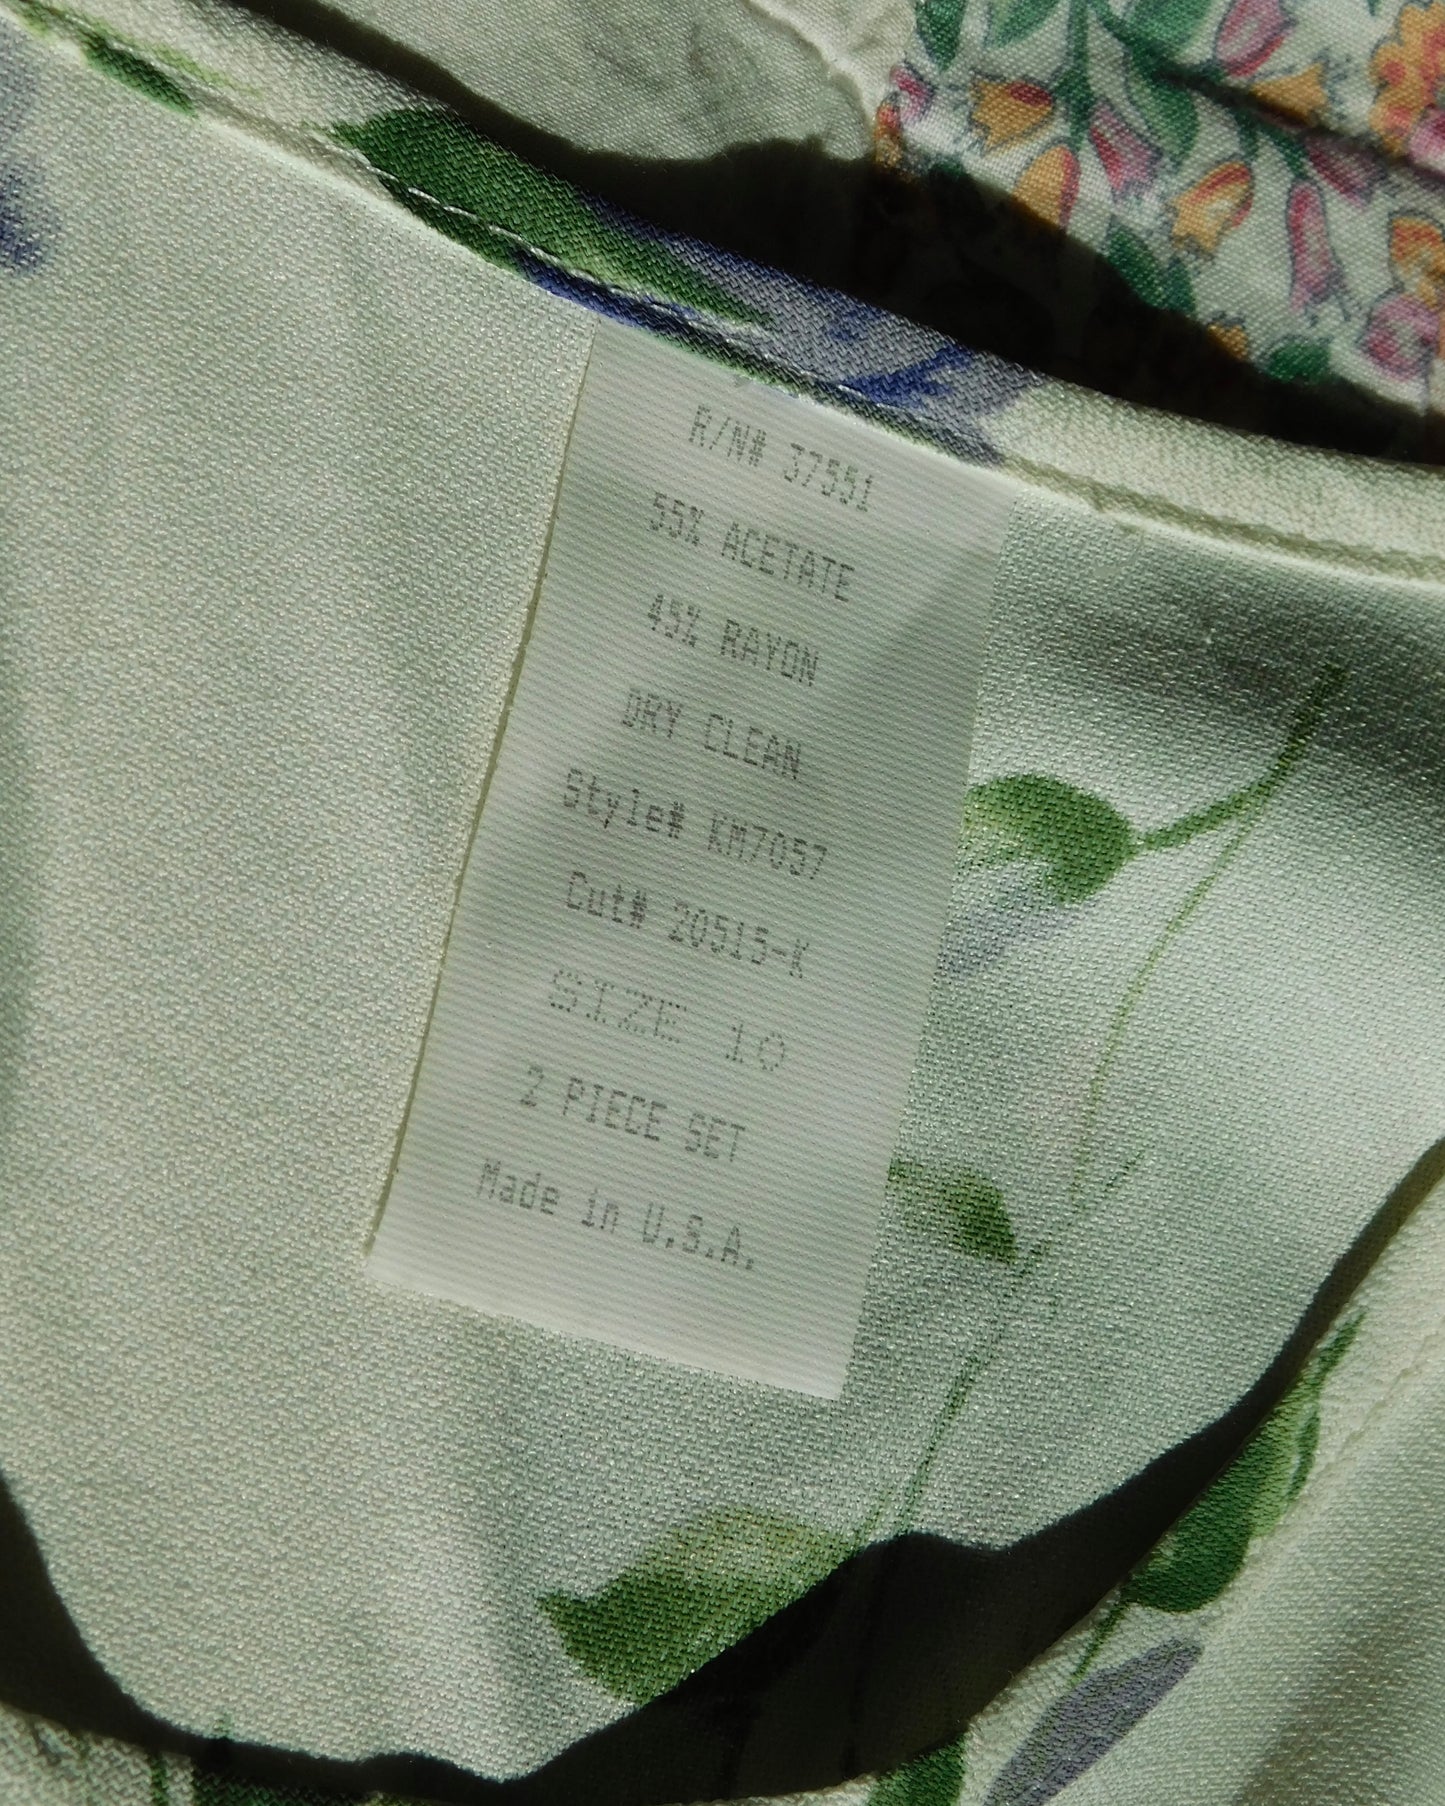 R/N# 37551
55% ACETATE
45% RAYON
DRY CLEAN
Style# KM7057
Cut# 20515-K
SIZE 10
2 PIECE SET
Made in U.S.A.